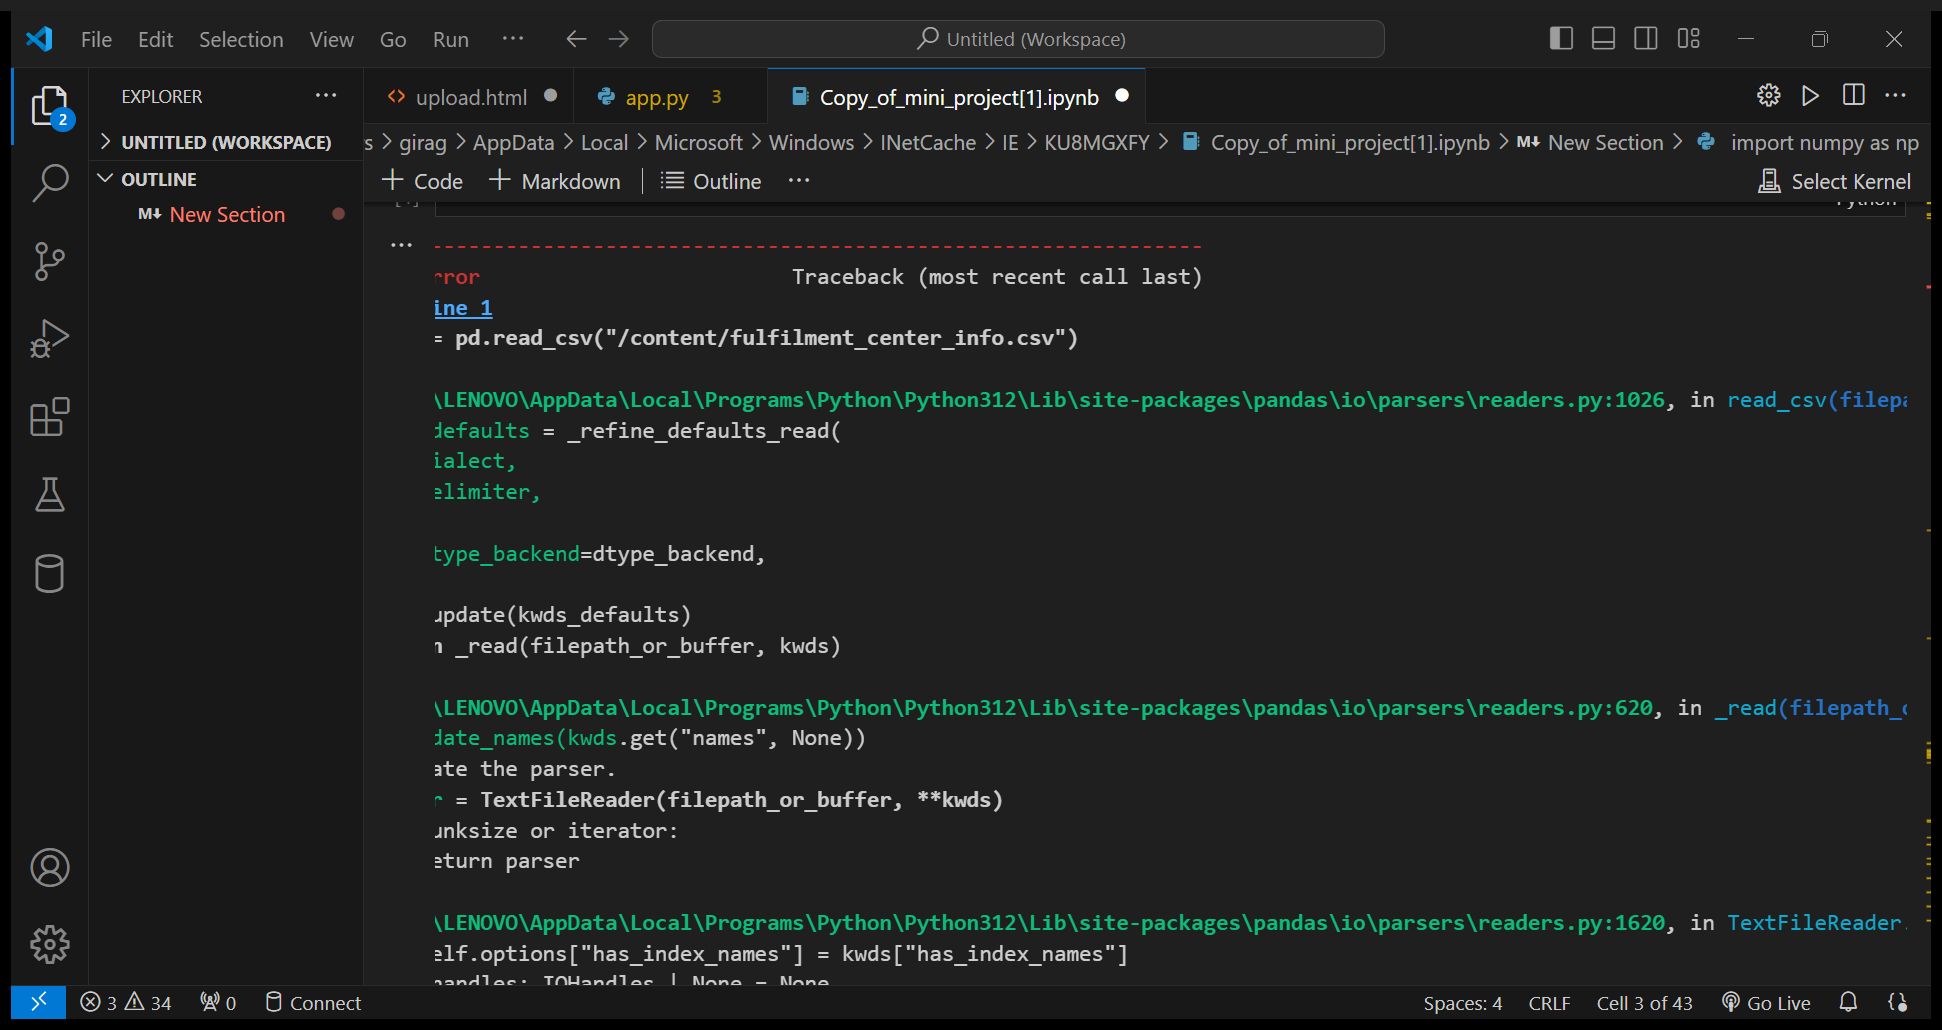 File Edit Selection View Go Run ··· Untitled (Workspace)
EXPLORER ···
2
UNTITLED (WORKSPACE)
OUTLINE
M↓ New Section
<> upload.html
app.py 3
Copy_of_mini_project[1].ipynb
s > girag > AppData > Local > Microsoft > Windows > INetCache > IE > KU8MGXFY > Copy_of_mini_project[1].ipynb > M↓ New Section > import numpy as np
+ Code + Markdown Outline ··· Select Kernel
Python
---------------------------------------------------------------
rror Traceback (most recent call last)
ine 1
= pd.read_csv("/content/fulfilment_center_info.csv")
\LENOVO\AppData\Local\Programs\Python\Python312\Lib\site-packages\pandas\io\parsers\readers.py:1026, in read_csv(filepa
defaults = _refine_defaults_read(
ialect,
elimiter,
type_backend=dtype_backend,
update(kwds_defaults)
n _read(filepath_or_buffer, kwds)
\LENOVO\AppData\Local\Programs\Python\Python312\Lib\site-packages\pandas\io\parsers\readers.py:620, in _read(filepath_o
date_names(kwds.get("names", None))
ate the parser.
r = TextFileReader(filepath_or_buffer, **kwds)
unksize or iterator:
eturn parser
\LENOVO\AppData\Local\Programs\Python\Python312\Lib\site-packages\pandas\io\parsers\readers.py:1620, in TextFileReader.
elf.options["has_index_names"] = kwds["has_index_names"]
handles: IOHandles | None = None
3 34 0 Connect Spaces: 4 CRLF Cell 3 of 43 Go Live